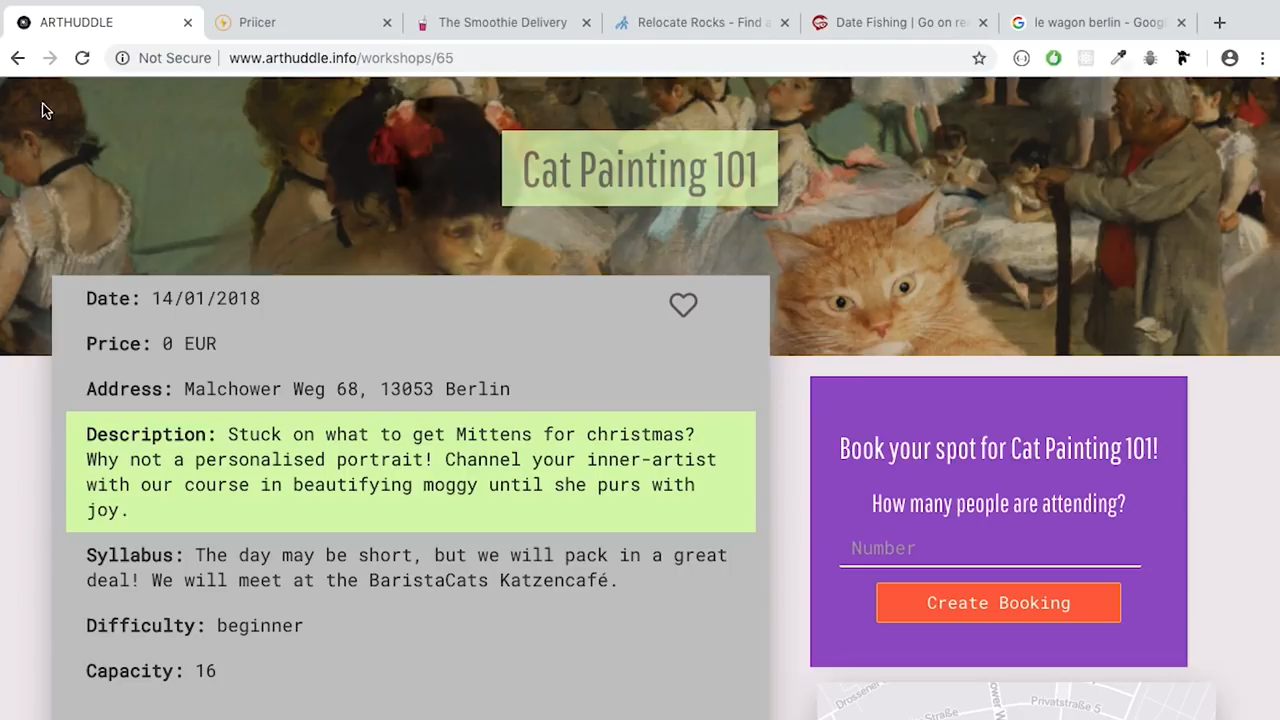 ARTHUDDLE
Priicer
The Smoothie Delivery
Relocate Rocks - Find a
Date Fishing | Go on re
le wagon berlin - Goog
Not Secure
www.arthuddle.info/workshops/65
Cat Painting 101
Date: 14/01/2018
Price: 0 EUR
Address: Malchower Weg 68, 13053 Berlin
Description: Stuck on what to get Mittens for christmas?
Why not a personalised portrait! Channel your inner-artist
with our course in beautifying moggy until she purs with
joy.
Syllabus: The day may be short, but we will pack in a great
deal! We will meet at the BaristaCats Katzencafé.
Difficulty: beginner
Capacity: 16
Book your spot for Cat Painting 101!
How many people are attending?
Number
Create Booking
Drossener
Straße
ower W
Privatstraße 5